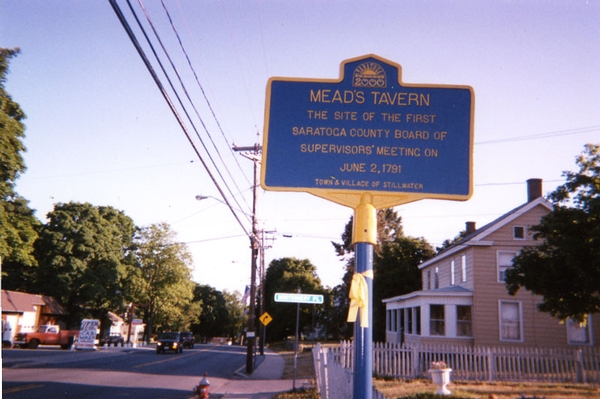 2000
MEAD'S TAVERN
THE SITE OF THE FIRST
SARATOGA COUNTY BOARD OF
SUPERVISORS' MEETING ON
JUNE 2, 1791
TOWN & VILLAGE OF STILLWATER